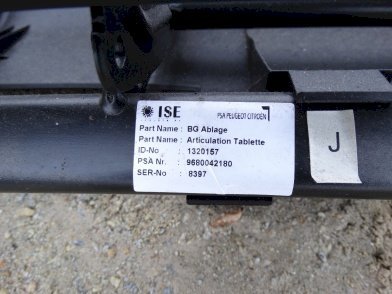 ISE
PSA PEUGEOT CITROËN
Part Name : BG Ablage
Part Name : Articulation Tablette
ID-No : 1320157
PSA Nr. : 9680042180
SER-No : 8397
J